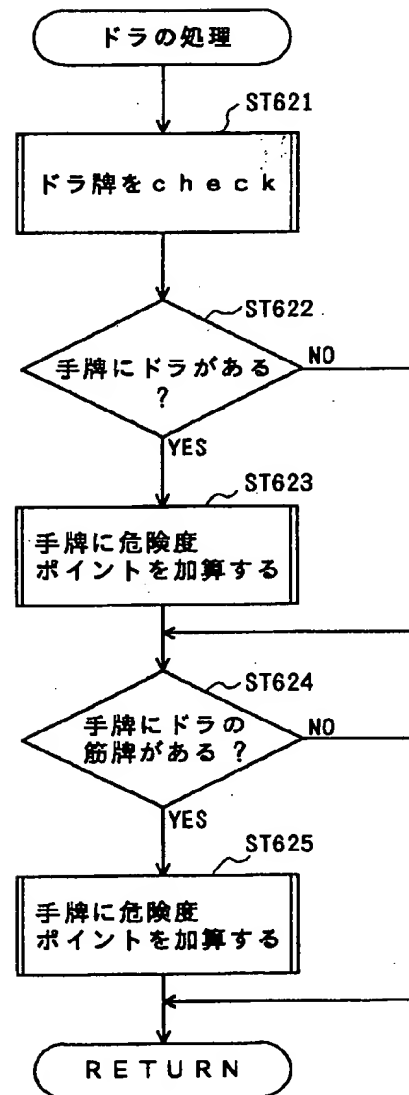 ドラの処理
ST621
ドラ牌をcheck
ST622
手牌にドラがある
?
NO
YES
ST623
手牌に危険度
ポイントを加算する
ST624
手牌にドラの
筋牌がある ?
NO
YES
ST625
手牌に危険度
ポイントを加算する
RETURN